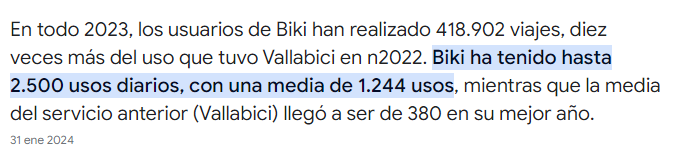 En todo 2023, los usuarios de Biki han realizado 418.902 viajes, diez
veces más del uso que tuvo Vallabici en n2022. Biki ha tenido hasta
2.500 usos diarios, con una media de 1.244 usos, mientras que la media
del servicio anterior (Vallabici) llegó a ser de 380 en su mejor año.
31 ene 2024